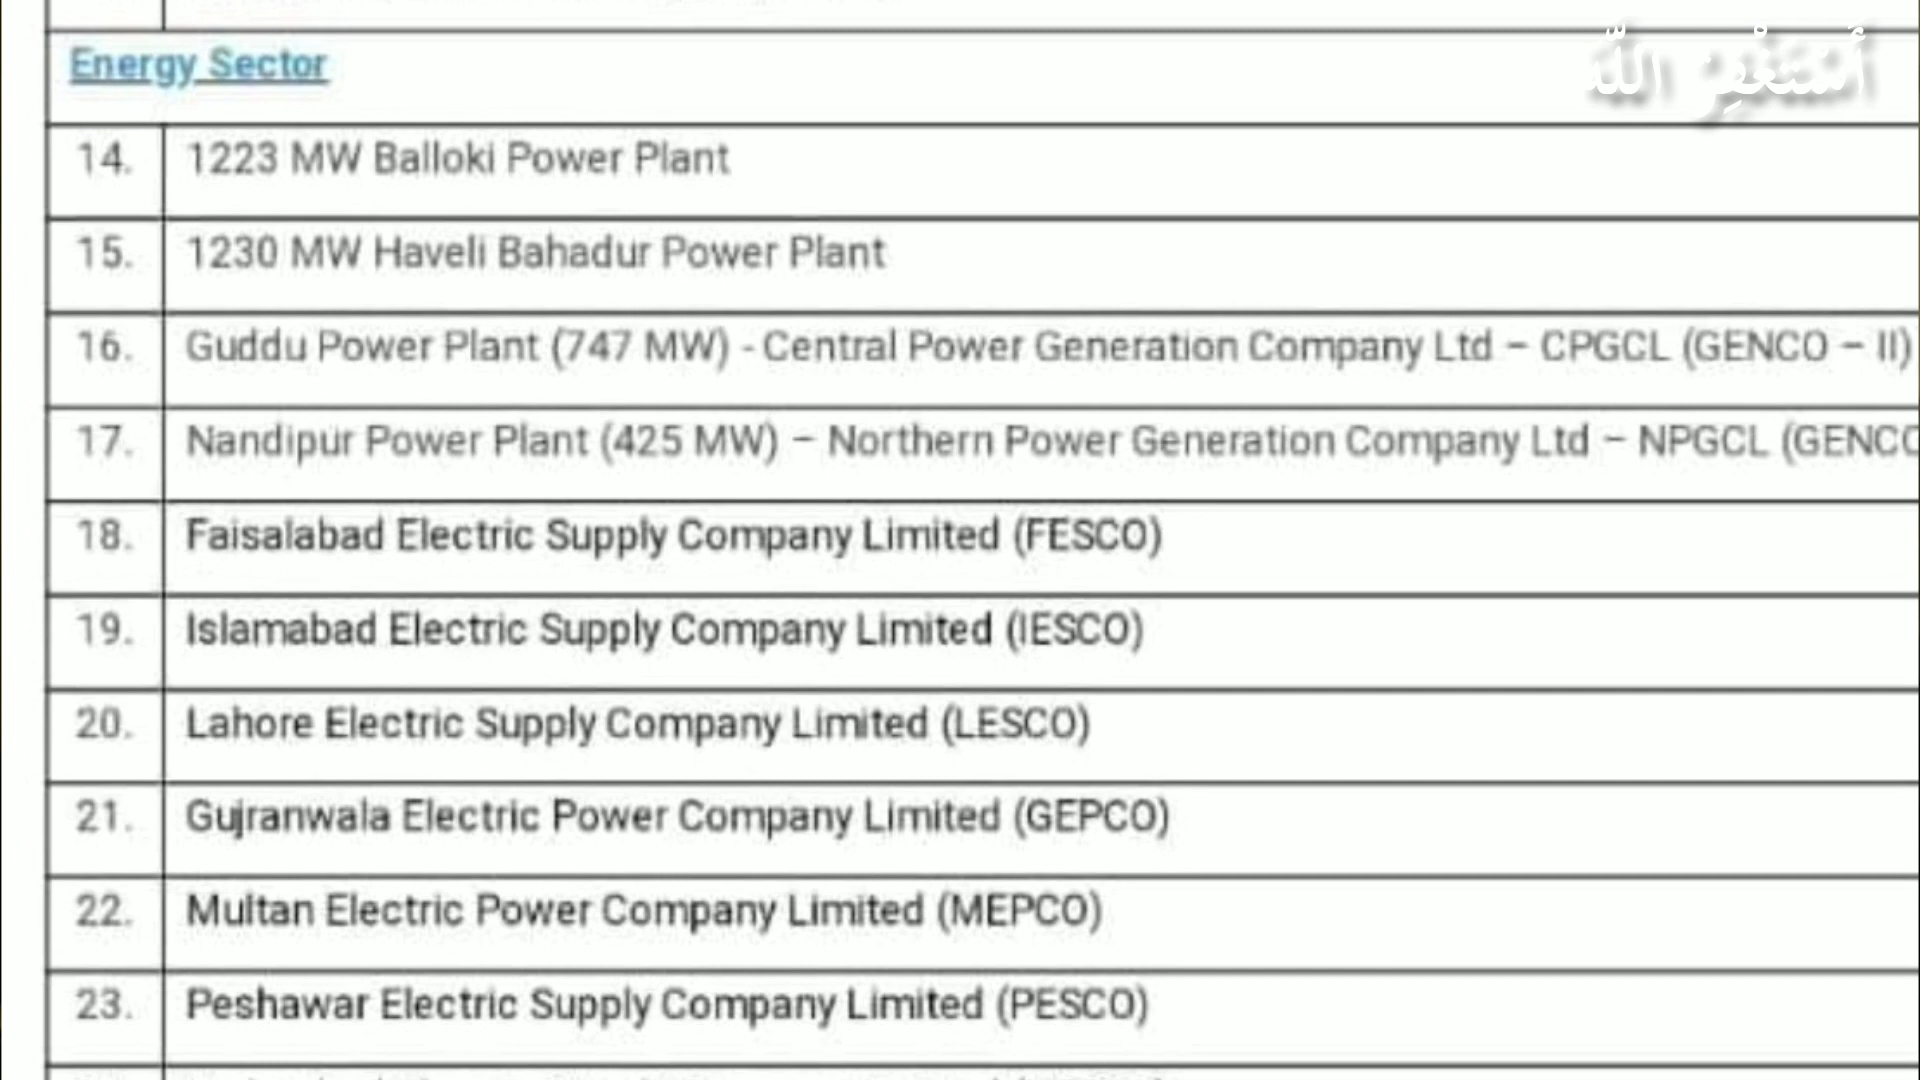 Energy Sector
أَسْتَغْفِرُ اللّٰه
14. 1223 MW Balloki Power Plant
15. 1230 MW Haveli Bahadur Power Plant
16. Guddu Power Plant (747 MW) - Central Power Generation Company Ltd – CPGCL (GENCO – II)
17. Nandipur Power Plant (425 MW) – Northern Power Generation Company Ltd – NPGCL (GENCO
18. Faisalabad Electric Supply Company Limited (FESCO)
19. Islamabad Electric Supply Company Limited (IESCO)
20. Lahore Electric Supply Company Limited (LESCO)
21. Gujranwala Electric Power Company Limited (GEPCO)
22. Multan Electric Power Company Limited (MEPCO)
23. Peshawar Electric Supply Company Limited (PESCO)